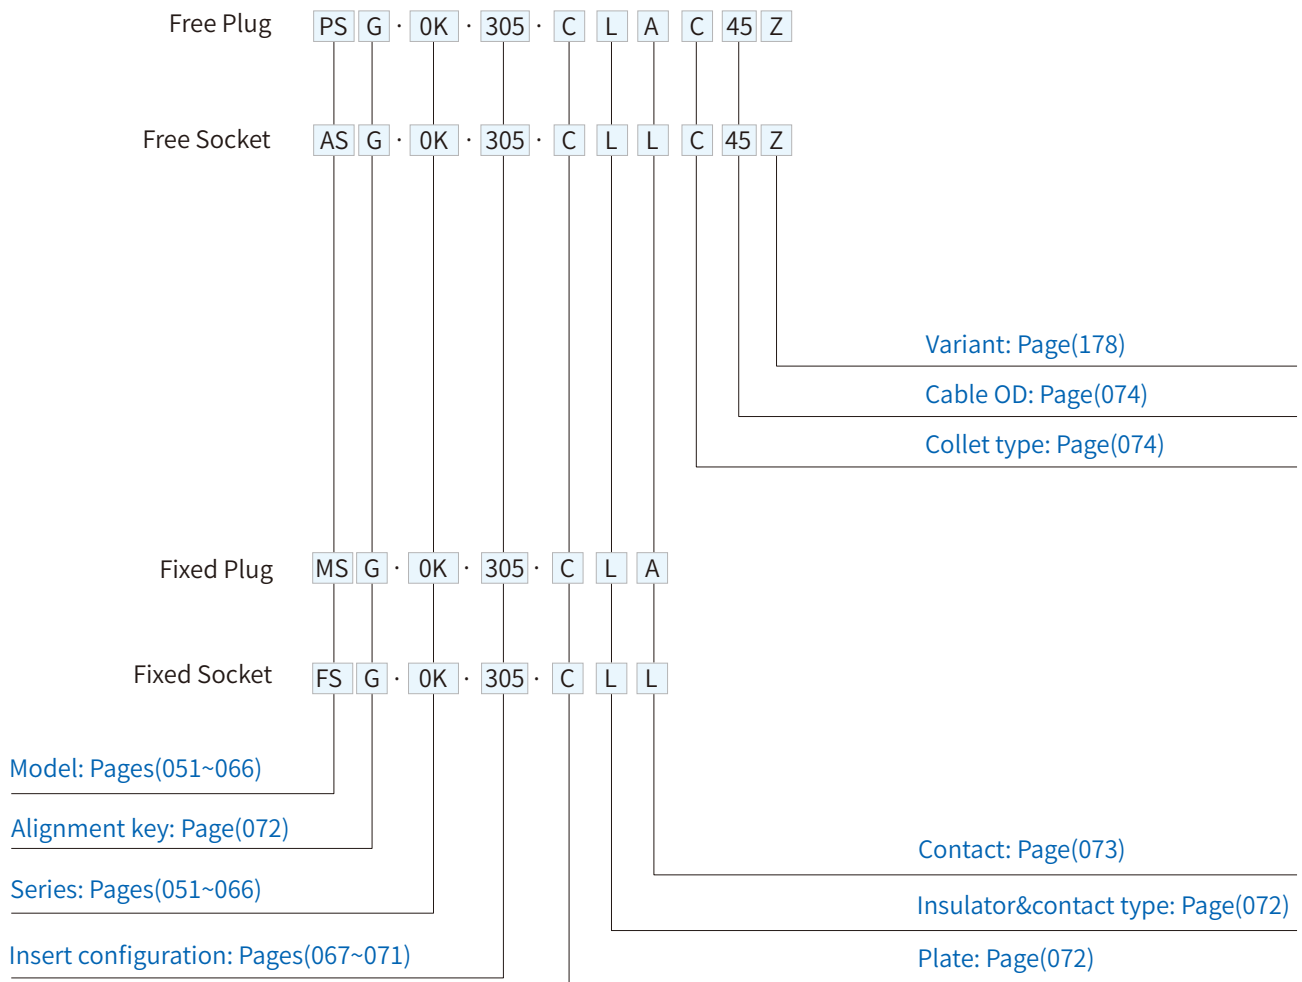 Free Plug PS G · 0K · 305 · C L A C 45 Z
Free Socket AS G · 0K · 305 · C L L C 45 Z
Variant: Page(178)
Cable OD: Page(074)
Collet type: Page(074)
Fixed Plug MS G · 0K · 305 · C L A
Fixed Socket FS G · 0K · 305 · C L L
Model: Pages(051~066)
Alignment key: Page(072)
Series: Pages(051~066)
Insert configuration: Pages(067~071)
Contact: Page(073)
Insulator&contact type: Page(072)
Plate: Page(072)